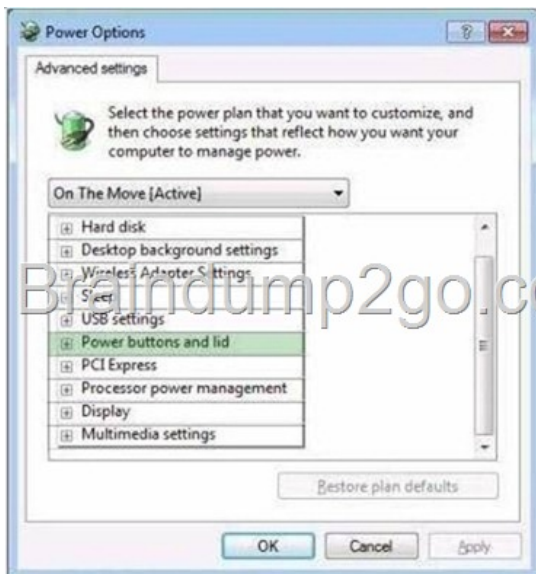 Power Options
Advanced settings
Select the power plan that you want to customize, and
then choose settings that reflect how you want your
computer to manage power.
On The Move [Active]
Hard disk
Desktop background settings
Wireless Adapter Settings
Sleep
Braindump2go.co
USB settings
Power buttons and lid
PCI Express
Processor power management
Display
Multimedia settings
Restore plan defaults
OK
Cancel
Apply